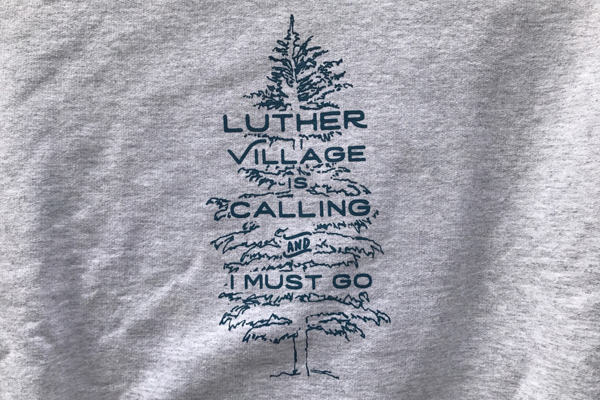 LUTHER
VILLAGE
IS
CALLING
AND
I MUST GO